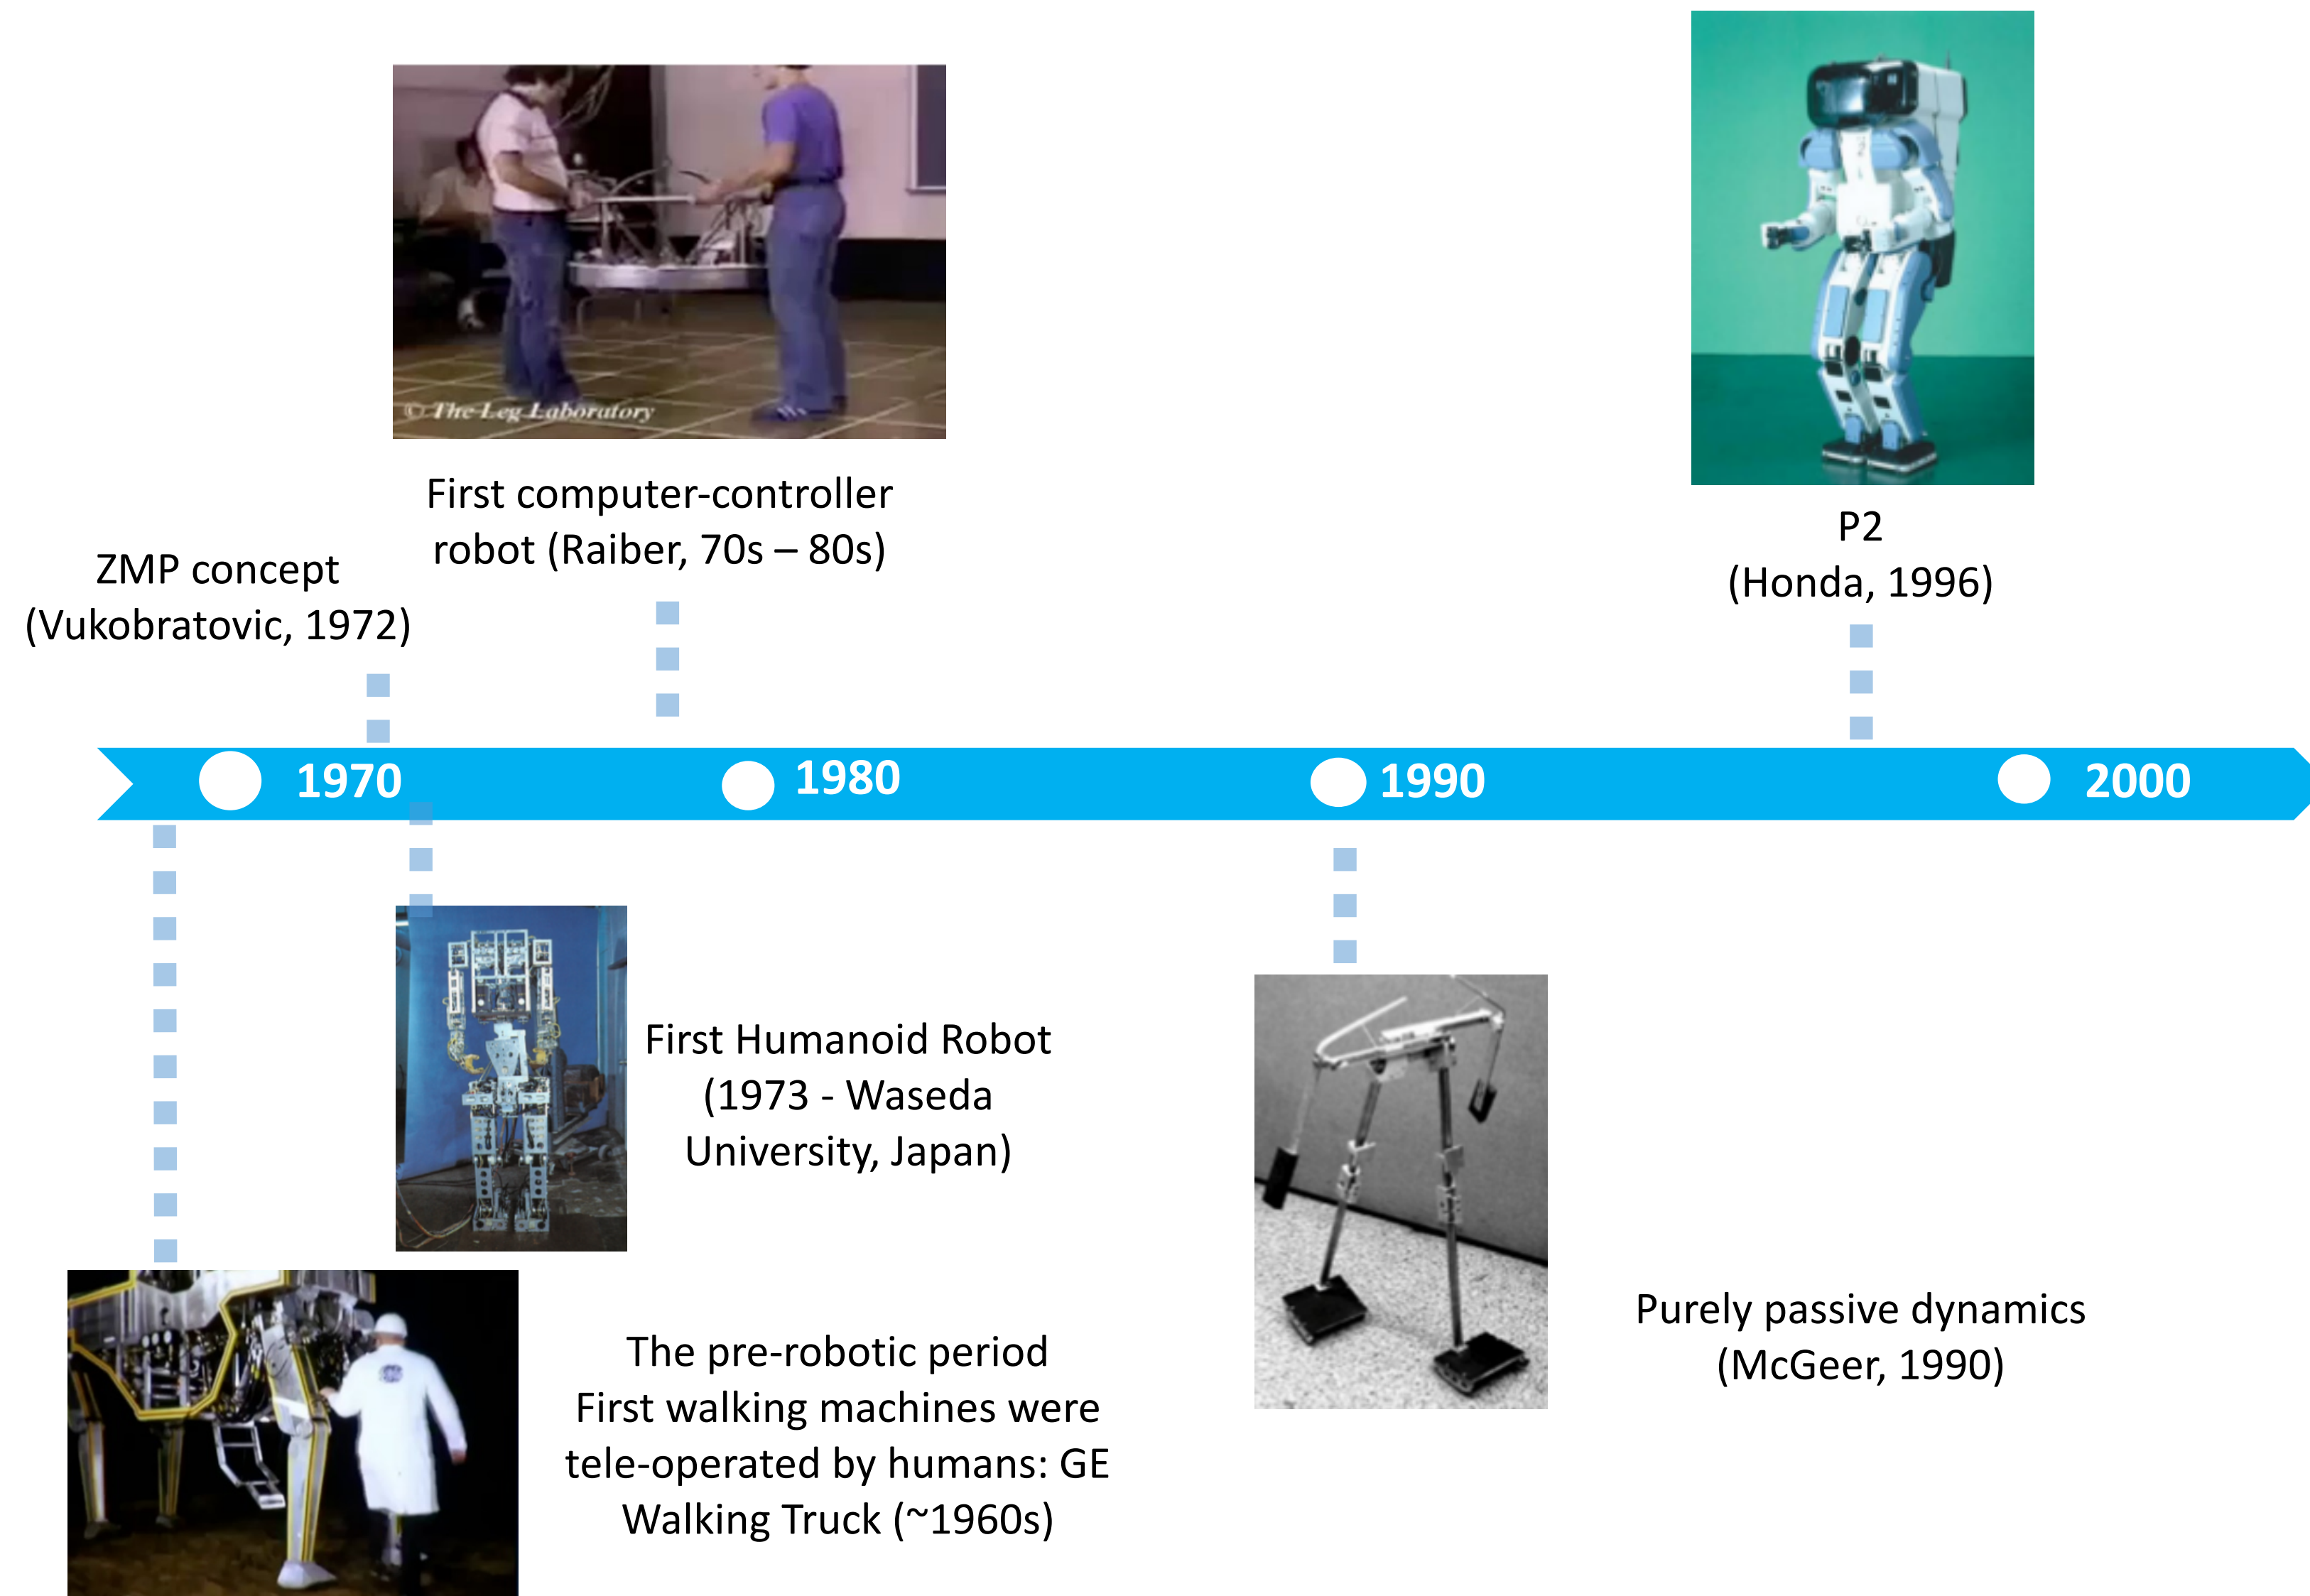 © The Leg Laboratory
First computer-controller
robot (Raiber, 70s – 80s)
P2
(Honda, 1996)
ZMP concept
(Vukobratovic, 1972)
1970
1980
1990
2000
First Humanoid Robot
(1973 - Waseda
University, Japan)
Purely passive dynamics
(McGeer, 1990)
The pre-robotic period
First walking machines were
tele-operated by humans: GE
Walking Truck (~1960s)